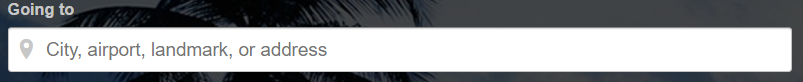 Going to
City, airport, landmark, or address